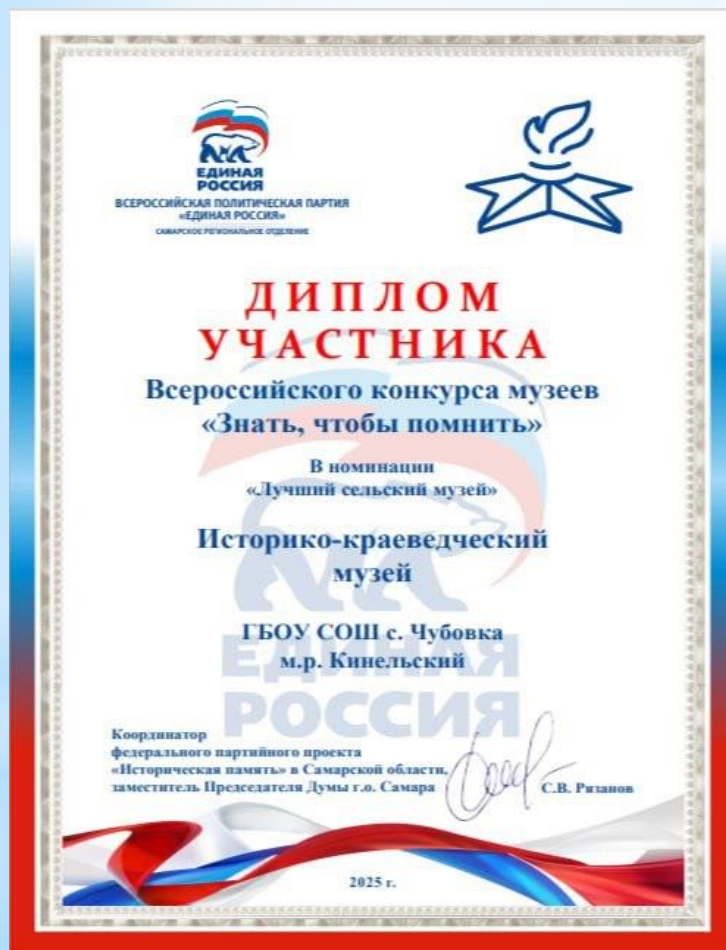 ЕДИНАЯ
РОССИЯ
ВСЕРОССИЙСКАЯ ПОЛИТИЧЕСКАЯ ПАРТИЯ
«ЕДИНАЯ РОССИЯ»
САМАРСКОЕ РЕГИОНАЛЬНОЕ ОТДЕЛЕНИЕ
ДИПЛОМ
УЧАСТНИКА
Всероссийского конкурса музеев
«Знать, чтобы помнить»
В номинации
«Лучший сельский музей»
Историко-краеведческий
музей
ГБОУ СОШ с. Чубовка
м.р. Кинельский
ЕДИНАЯ
РОССИЯ
Координатор
федерального партийного проекта
«Историческая память» в Самарской области,
заместитель Председателя Думы г.о. Самара С.В. Рязанов
2025 г.